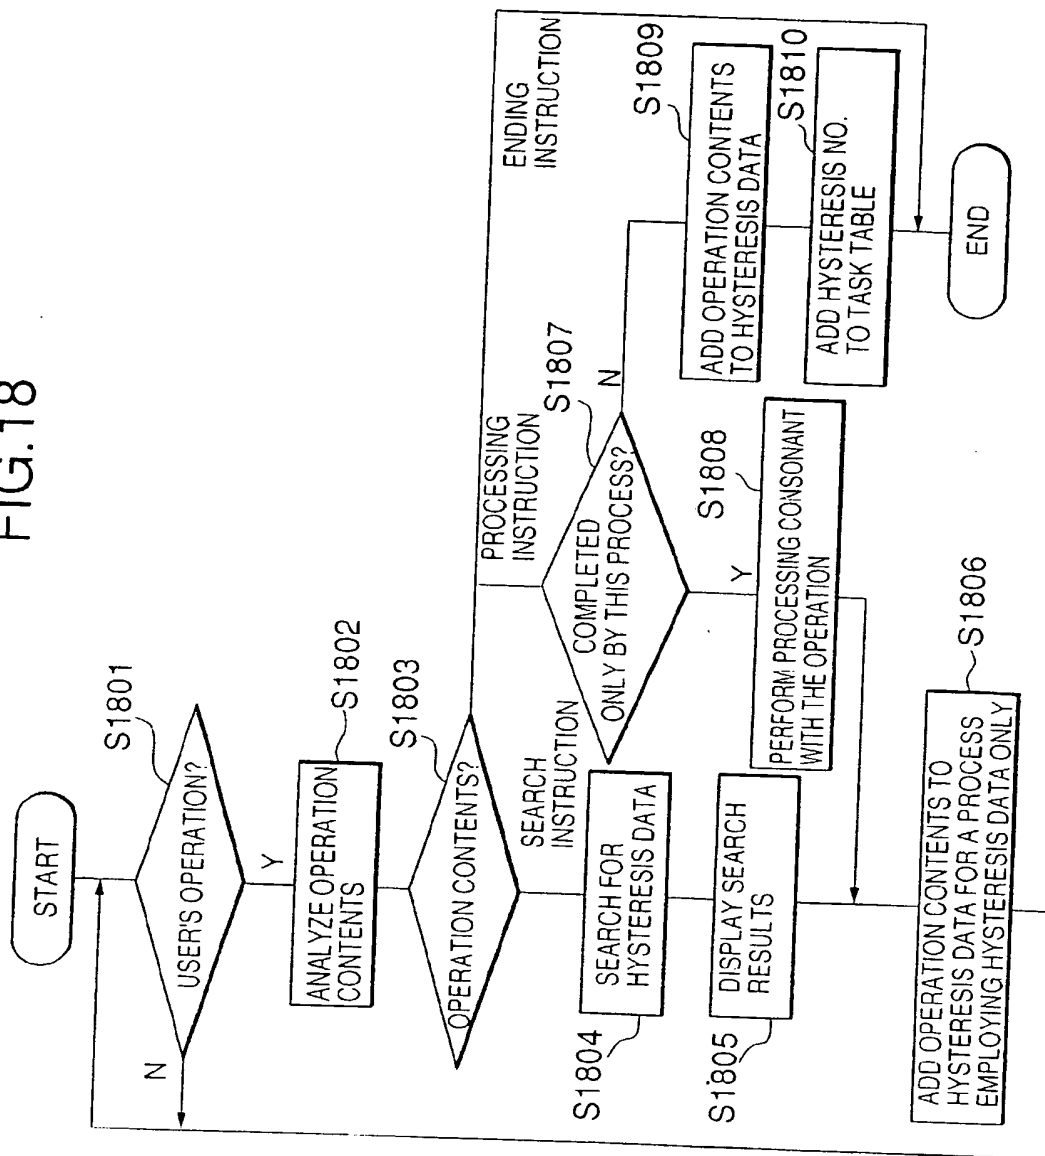 FIG.18
START
S1801
USER'S OPERATION?
N
Y
S1802
ANALYZE OPERATION
CONTENTS
S1803
OPERATION CONTENTS?
SEARCH
INSTRUCTION
PROCESSING
INSTRUCTION
ENDING
INSTRUCTION
S1804
SEARCH FOR
HYSTERESIS DATA
S1805
DISPLAY SEARCH
RESULTS
S1806
ADD OPERATION CONTENTS TO
HYSTERESIS DATA FOR A PROCESS
EMPLOYING HYSTERESIS DATA ONLY
S1807
COMPLETED
ONLY BY THIS PROCESS?
N
Y
S1808
PERFORM PROCESSING CONSONANT
WITH THE OPERATION
S1809
ADD OPERATION CONTENTS
TO HYSTERESIS DATA
S1810
ADD HYSTERESIS NO.
TO TASK TABLE
END